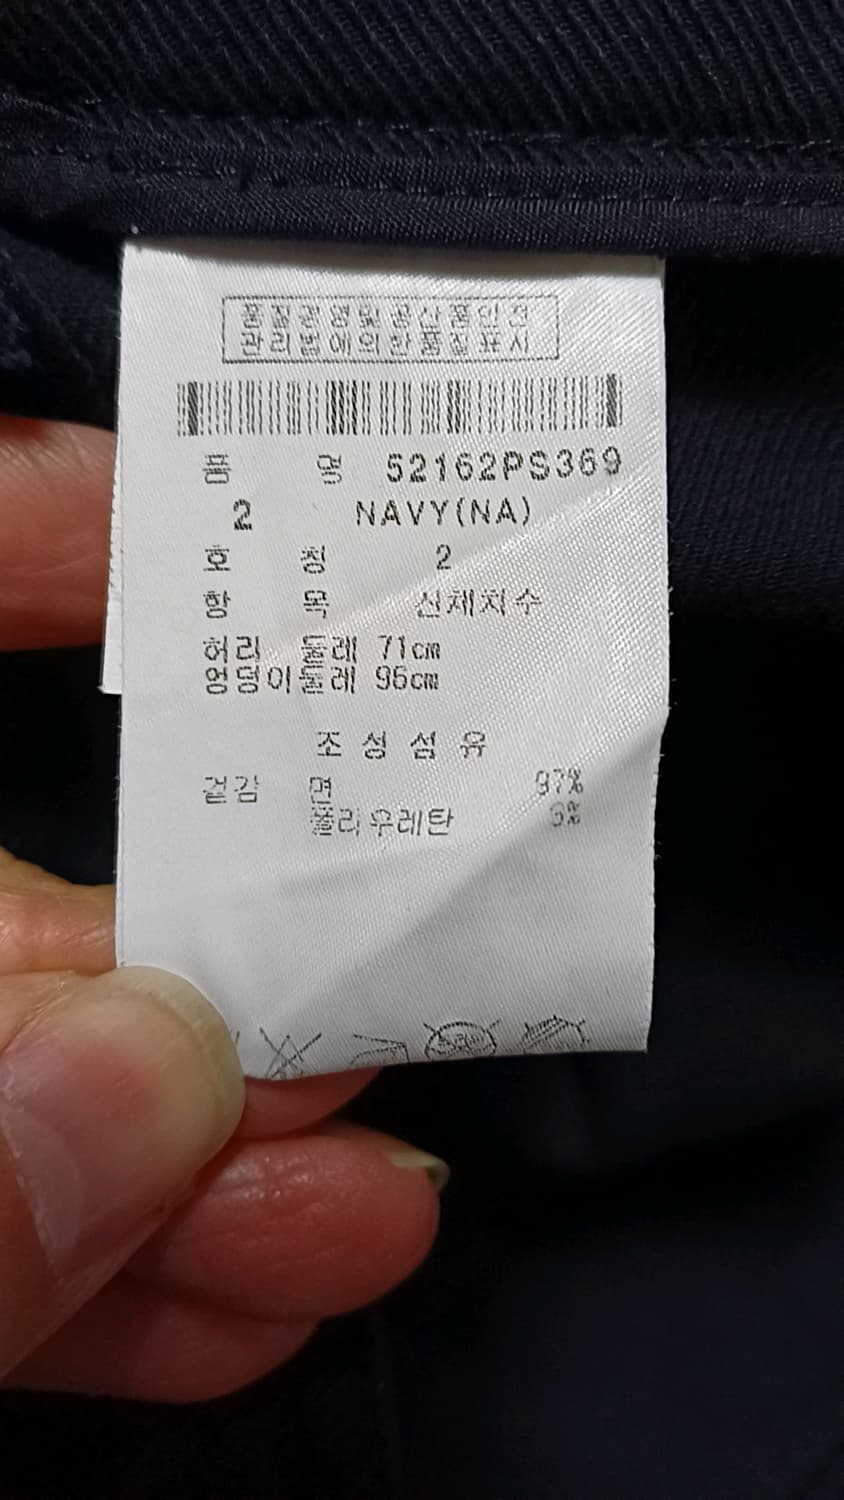 품질경영및공산품안전
관리법에의한품질표시
품 명 52162PS369
2 NAVY(NA)
호 칭 2
항 목 신체치수
허리 둘레 71cm
엉덩이둘레 96cm
조 성 섬 유
겉감 면 97%
폴리우레탄 3%